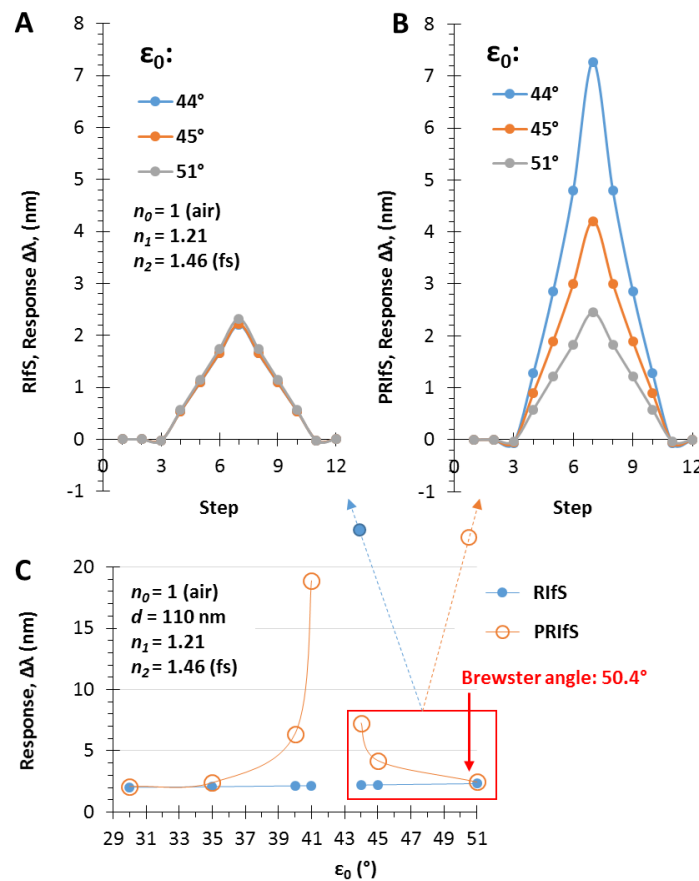 A
8
7
6
5
4
3
2
1
0
-1
RIfS, Response Δλ, (nm)
ε₀:
44°
45°
51°
n₀ = 1 (air)
n₁ = 1.21
n₂ = 1.46 (fs)
0 3 6 9 12
Step
B
8
7
6
5
4
3
2
1
0
-1
PRIfS, Response Δλ, (nm)
ε₀:
44°
45°
51°
0 3 6 9 12
Step
C
20
15
10
5
0
Response, Δλ (nm)
n₀ = 1 (air)
d = 110 nm
n₁ = 1.21
n₂ = 1.46 (fs)
RIfS
PRIfS
Brewster angle: 50.4°
29 31 33 35 37 39 41 43 45 47 49 51
ε₀ (°)